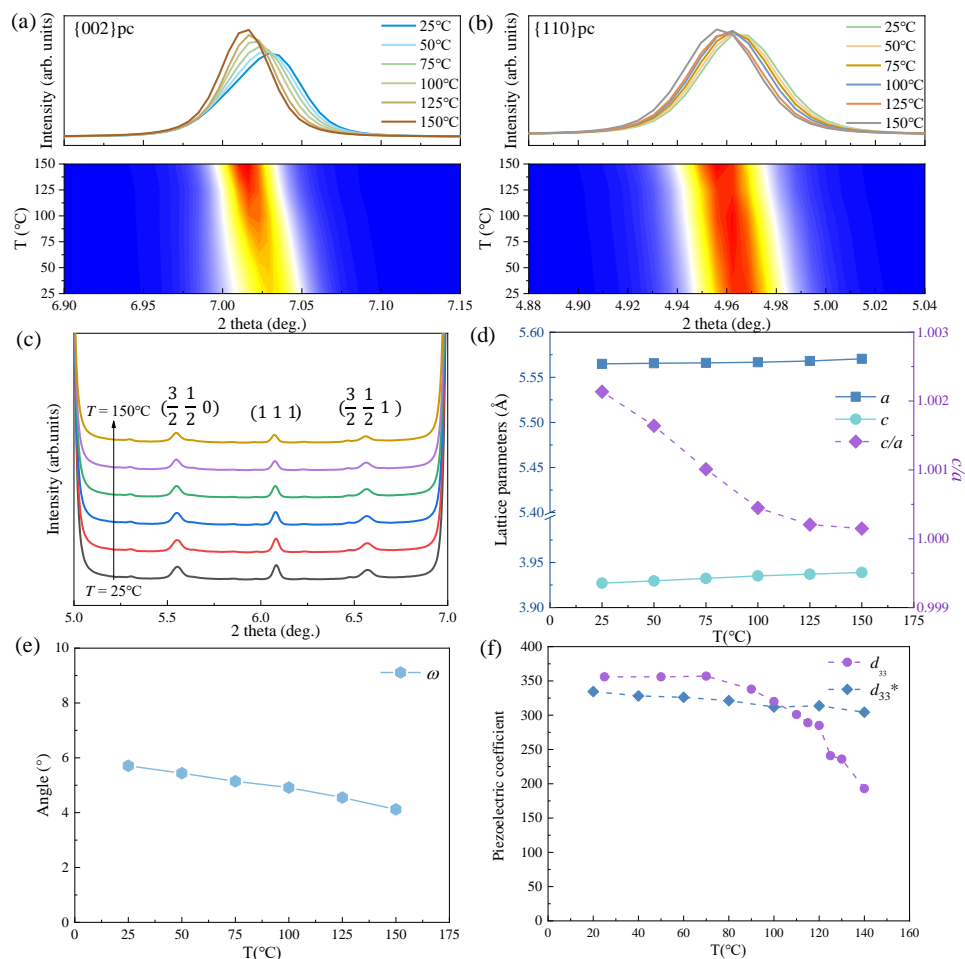 (a)
{002}pc
Intensity (arb. units)
25℃
50℃
75℃
100℃
125℃
150℃
T (℃)
150
125
100
75
50
25
6.90 6.95 7.00 7.05 7.10 7.15
2 theta (deg.)
(b)
{110}pc
Intensity (arb. units)
25℃
50℃
75℃
100℃
125℃
150℃
T (℃)
150
125
100
75
50
25
4.88 4.90 4.92 4.94 4.96 4.98 5.00 5.02 5.04
2 theta (deg.)
(c)
Intensity (arb.units)
(3/2 1/2 0)
(1 1 1)
(3/2 1/2 1)
T = 150℃
T = 25℃
5.0 5.5 6.0 6.5 7.0
2 theta (deg.)
(d)
Lattice parameters (Å)
5.60
5.55
5.50
5.45
5.40
3.95
3.90
a
c
c/a
1.003
1.002
1.001
1.000
0.999
c/a
0 25 50 75 100 125 150 175
T(℃)
(e)
Angle (°)
10
8
6
4
2
0
ω
0 25 50 75 100 125 150 175
T(℃)
(f)
Piezoelectric coefficient
400
350
300
250
200
150
100
50
0
d33
d33*
0 20 40 60 80 100 120 140 160
T(℃)